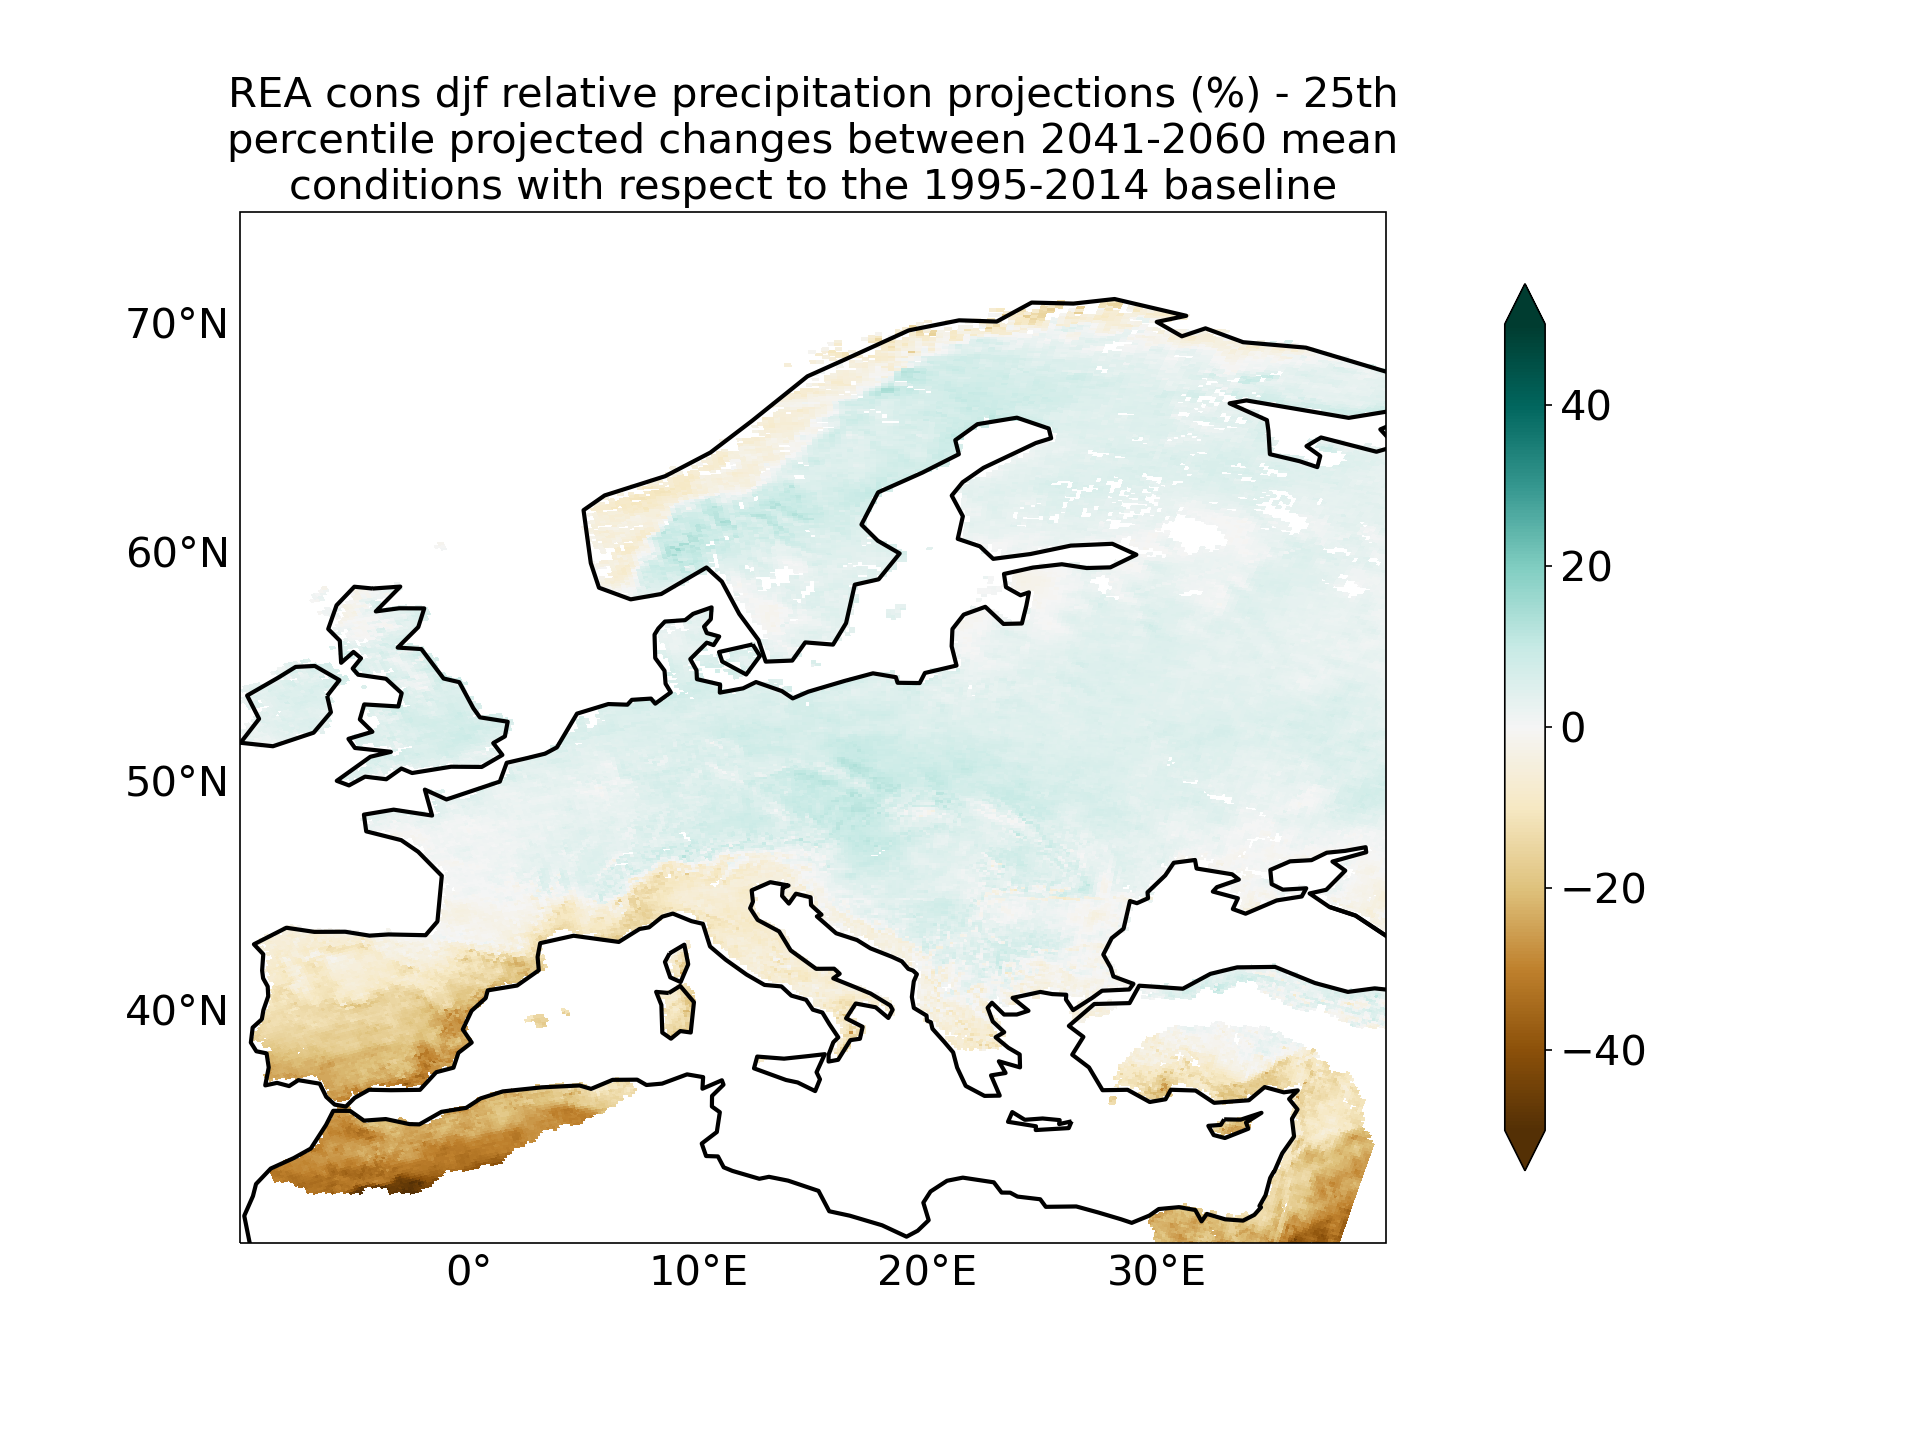 REA cons djf relative precipitation projections (%) - 25th
percentile projected changes between 2041-2060 mean
conditions with respect to the 1995-2014 baseline
70°N
60°N
50°N
40°N
0°
10°E
20°E
30°E
40
20
0
−20
−40